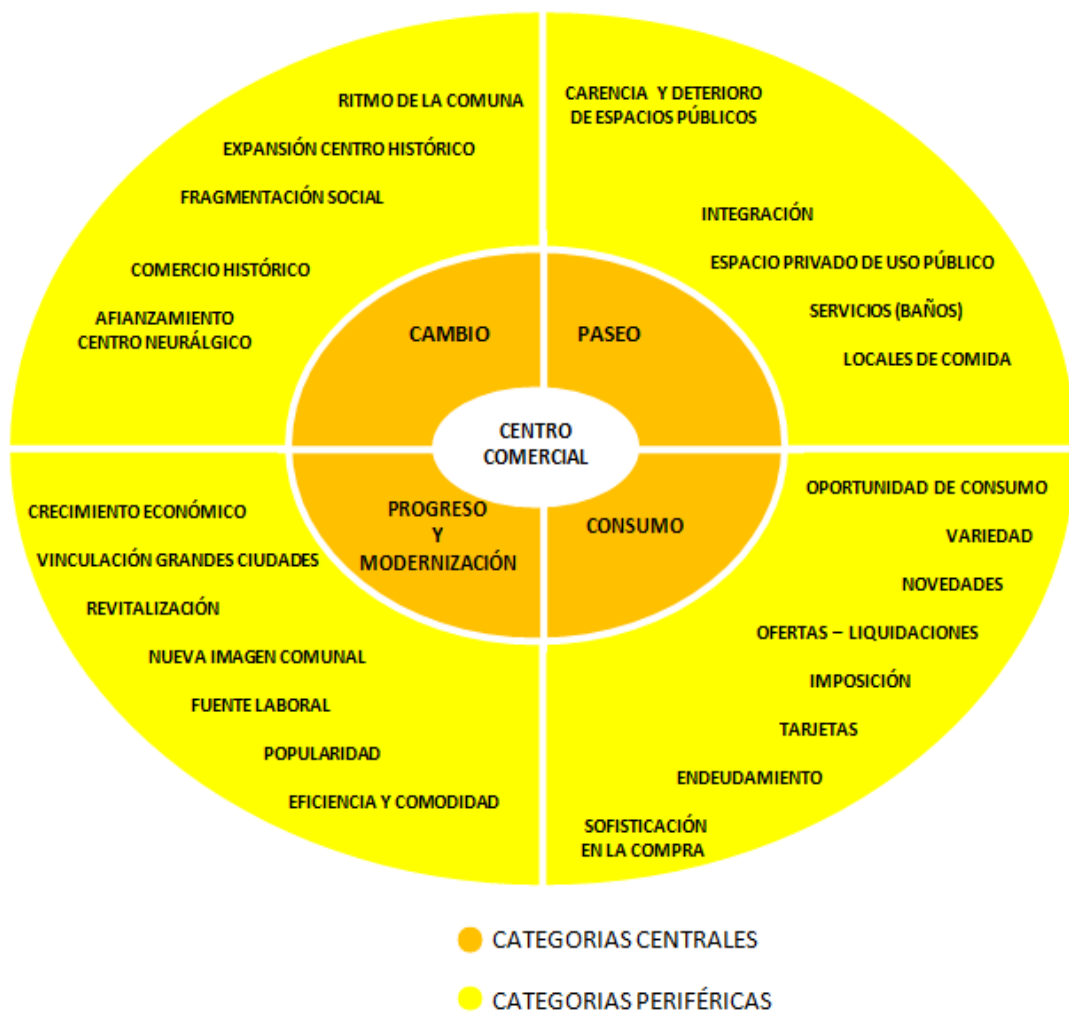 RITMO DE LA COMUNA
EXPANSIÓN CENTRO HISTÓRICO
FRAGMENTACIÓN SOCIAL
COMERCIO HISTÓRICO
AFIANZAMIENTO
CENTRO NEURÁLGICO
CARENCIA Y DETERIORO
DE ESPACIOS PÚBLICOS
INTEGRACIÓN
ESPACIO PRIVADO DE USO PÚBLICO
SERVICIOS (BAÑOS)
LOCALES DE COMIDA
CAMBIO
PASEO
CENTRO
COMERCIAL
PROGRESO
Y
MODERNIZACIÓN
CONSUMO
CRECIMIENTO ECONÓMICO
VINCULACIÓN GRANDES CIUDADES
REVITALIZACIÓN
NUEVA IMAGEN COMUNAL
FUENTE LABORAL
POPULARIDAD
EFICIENCIA Y COMODIDAD
OPORTUNIDAD DE CONSUMO
VARIEDAD
NOVEDADES
OFERTAS – LIQUIDACIONES
IMPOSICIÓN
TARJETAS
ENDEUDAMIENTO
SOFISTICACIÓN
EN LA COMPRA
CATEGORIAS CENTRALES
CATEGORIAS PERIFÉRICAS